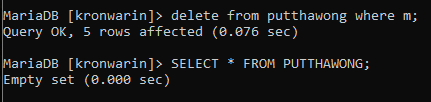 MariaDB [kronwarin]> delete from putthawong where m;
Query OK, 5 rows affected (0.076 sec)
MariaDB [kronwarin]> SELECT * FROM PUTTHAWONG;
Empty set (0.000 sec)